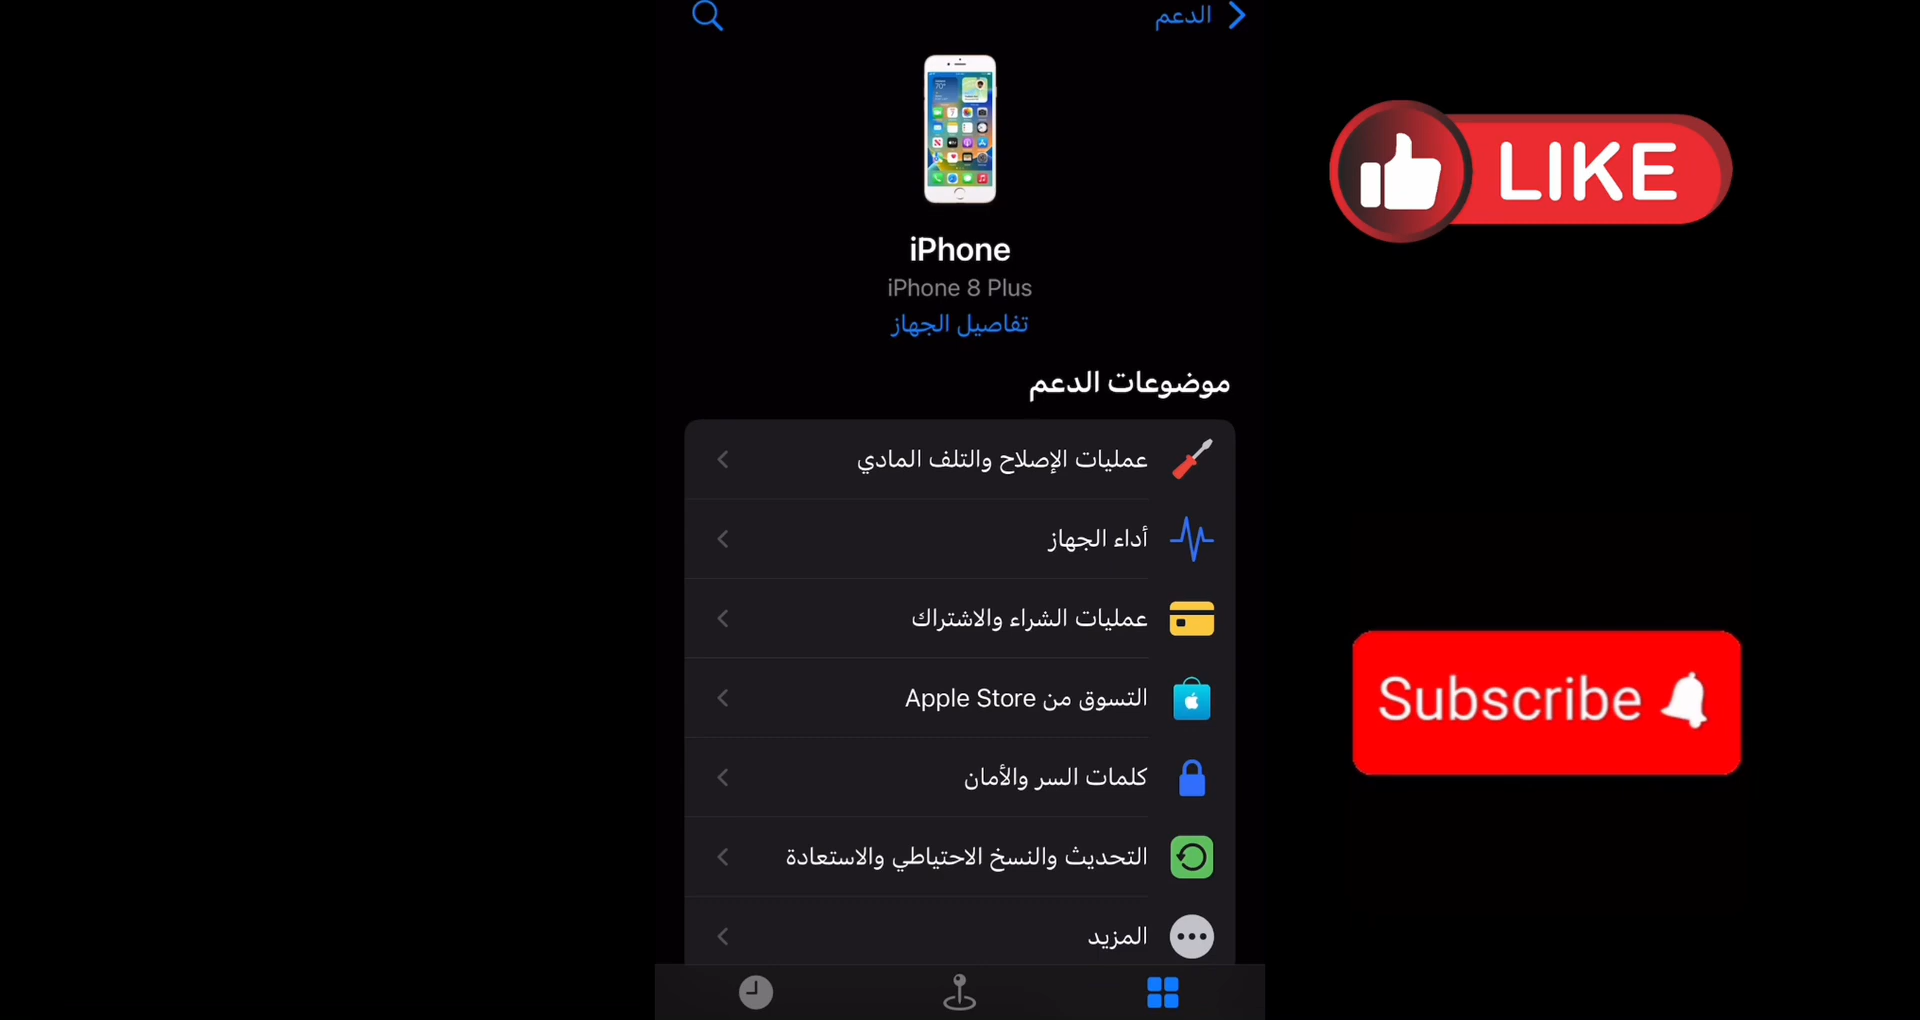 الدعم
iPhone
iPhone 8 Plus
تفاصيل الجهاز
موضوعات الدعم
عمليات الإصلاح والتلف المادي
أداء الجهاز
عمليات الشراء والاشتراك
التسوق من Apple Store
كلمات السر والأمان
التحديث والنسخ الاحتياطي والاستعادة
المزيد
LIKE
Subscribe